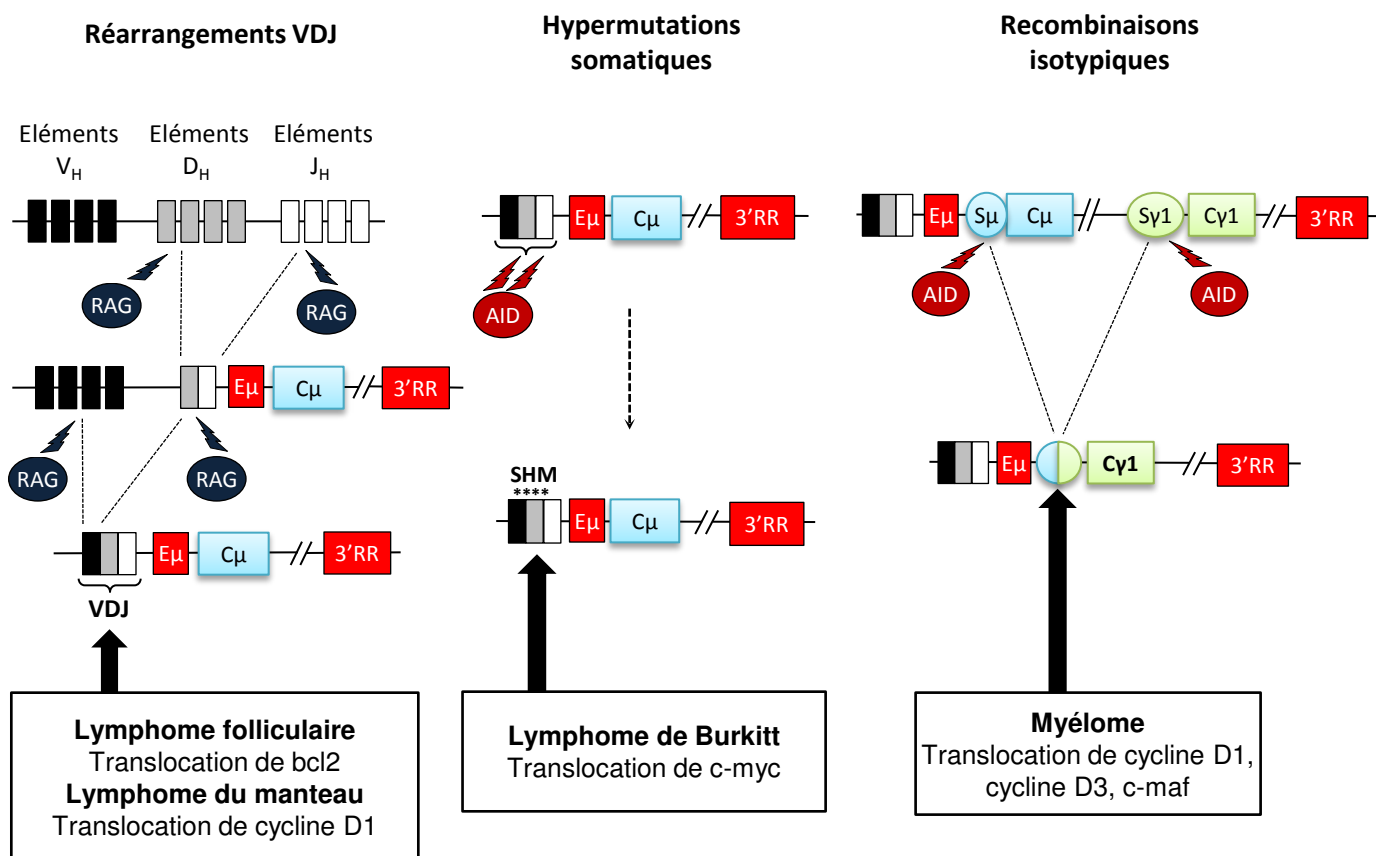 Réarrangements VDJ
Eléments
V_H
Eléments
D_H
Eléments
J_H
RAG
RAG
Eμ
Cμ
3'RR
RAG
RAG
Eμ
Cμ
3'RR
VDJ
Lymphome folliculaire
Translocation de bcl2
Lymphome du manteau
Translocation de cycline D1
Hypermutations
somatiques
Eμ
Cμ
3'RR
AID
SHM
****
Eμ
Cμ
3'RR
Lymphome de Burkitt
Translocation de c-myc
Recombinaisons
isotypiques
Eμ
Sμ
Cμ
Sγ1
Cγ1
3'RR
AID
AID
Eμ
Cγ1
3'RR
Myélome
Translocation de cycline D1,
cycline D3, c-maf